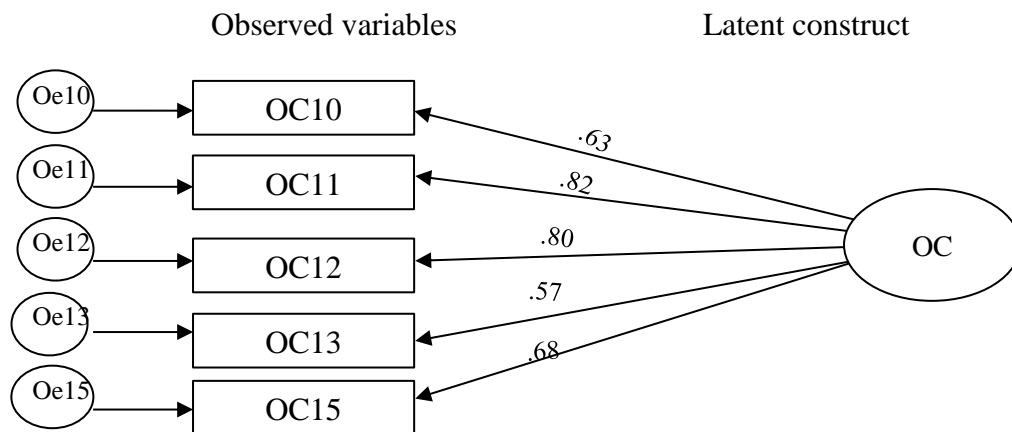 Observed variables
Latent construct
Oe10
OC10
.63
Oe11
OC11
.82
Oe12
OC12
.80
OC
Oe13
OC13
.57
Oe15
OC15
.68